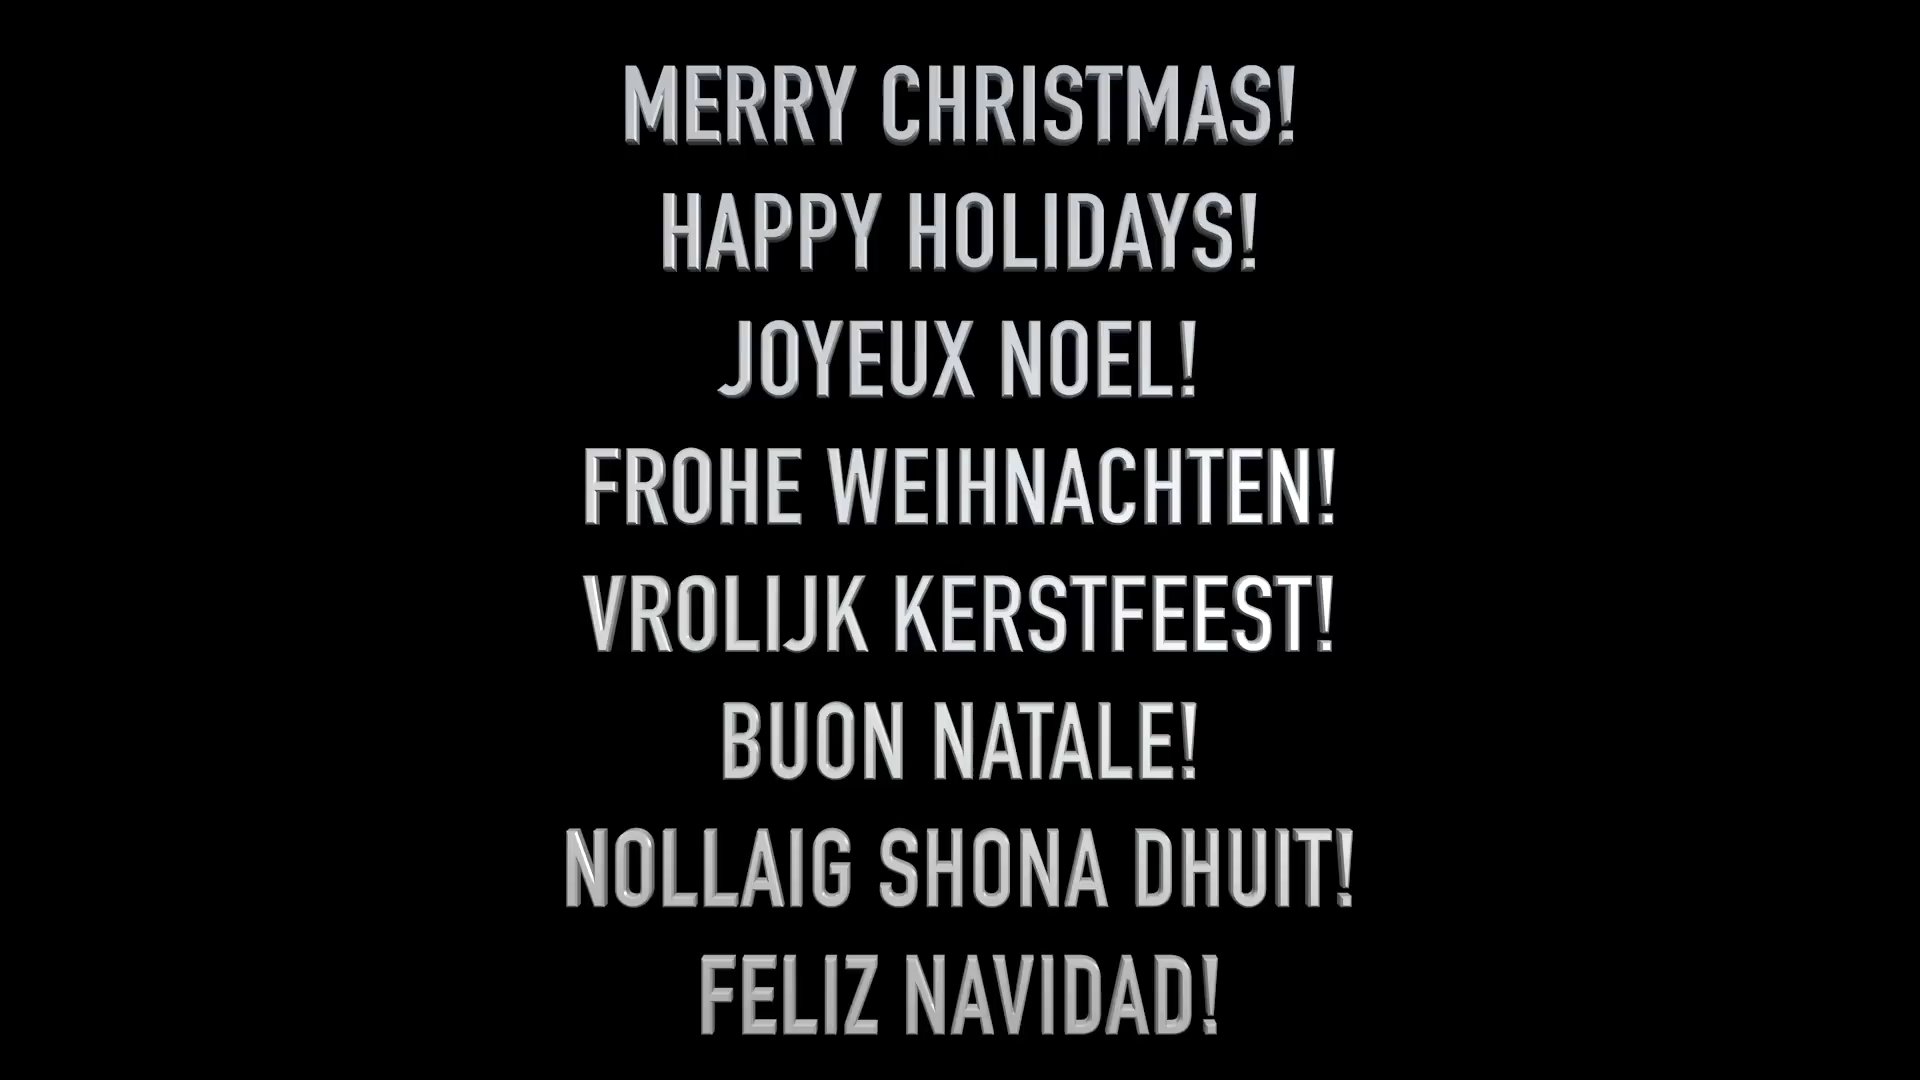 MERRY CHRISTMAS!
HAPPY HOLIDAYS!
JOYEUX NOEL!
FROHE WEIHNACHTEN!
VROLIJK KERSTFEEST!
BUON NATALE!
NOLLAIG SHONA DHUIT!
FELIZ NAVIDAD!